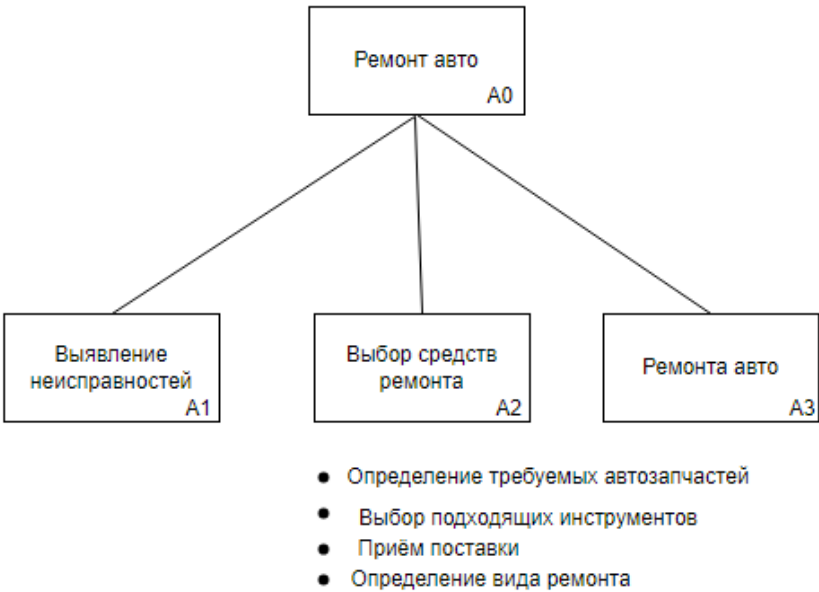 Ремонт авто
A0
Выявление
неисправностей
A1
Выбор средств
ремонта
A2
Ремонта авто
A3
Определение требуемых автозапчастей
Выбор подходящих инструментов
Приём поставки
Определение вида ремонта